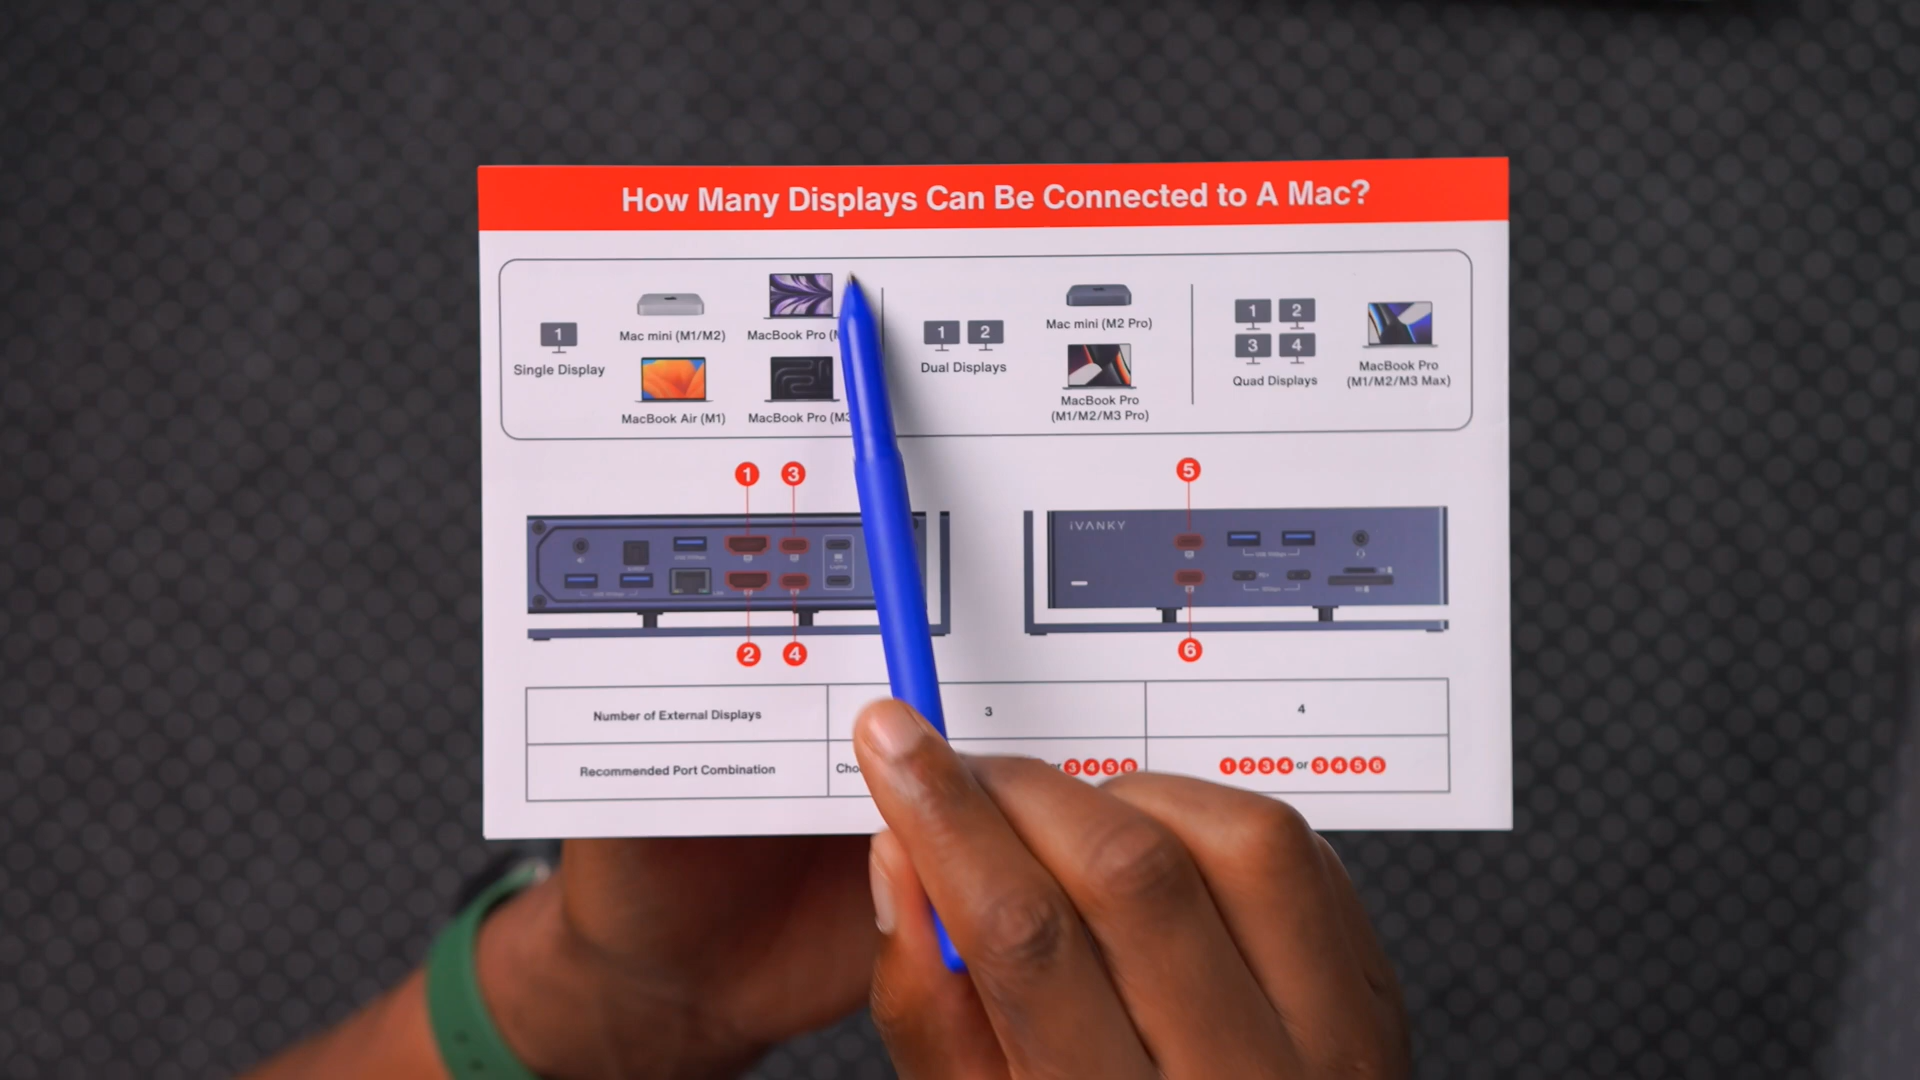 How Many Displays Can Be Connected to A Mac?
1
Single Display
Mac mini (M1/M2)
MacBook Pro
MacBook Air (M1)
MacBook Pro
1 2
Dual Displays
Mac mini (M2 Pro)
MacBook Pro
(M1/M2/M3 Pro)
1 2
3 4
Quad Displays
MacBook Pro
(M1/M2/M3 Max)
1 3
2 4
5
iVANKY
6
Number of External Displays
3
4
Recommended Port Combination
3 4 5 6
1 2 3 4 or 3 4 5 6